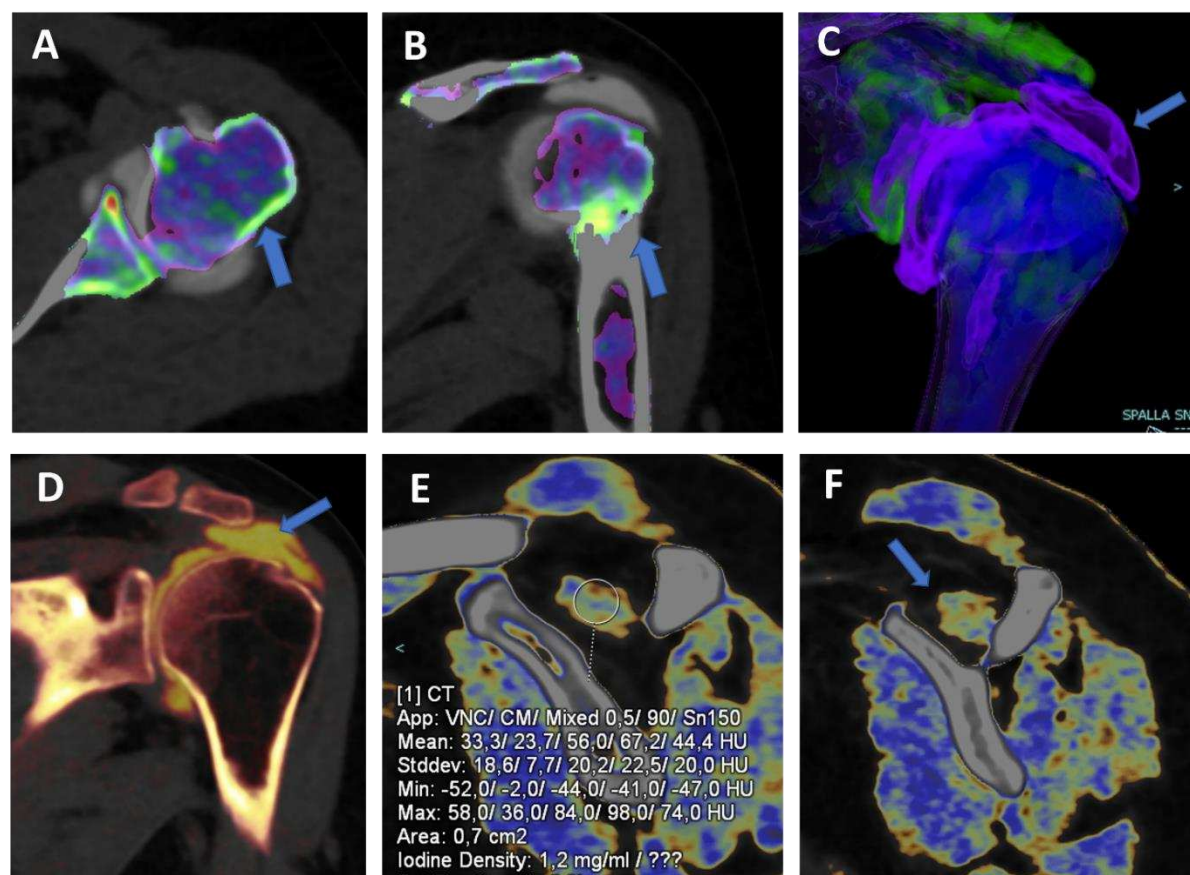 A
B
C
>
SPALLA SN
D
E
F
<
[1] CT
App: VNC/ CM/ Mixed 0,5/ 90/ Sn150
Mean: 33,3/ 23,7/ 56,0/ 67,2/ 44,4 HU
Stddev: 18,6/ 7,7/ 20,2/ 22,5/ 20,0 HU
Min: -52,0/ -2,0/ -44,0/ -41,0/ -47,0 HU
Max: 58,0/ 36,0/ 84,0/ 98,0/ 74,0 HU
Area: 0,7 cm2
Iodine Density: 1,2 mg/ml / ???